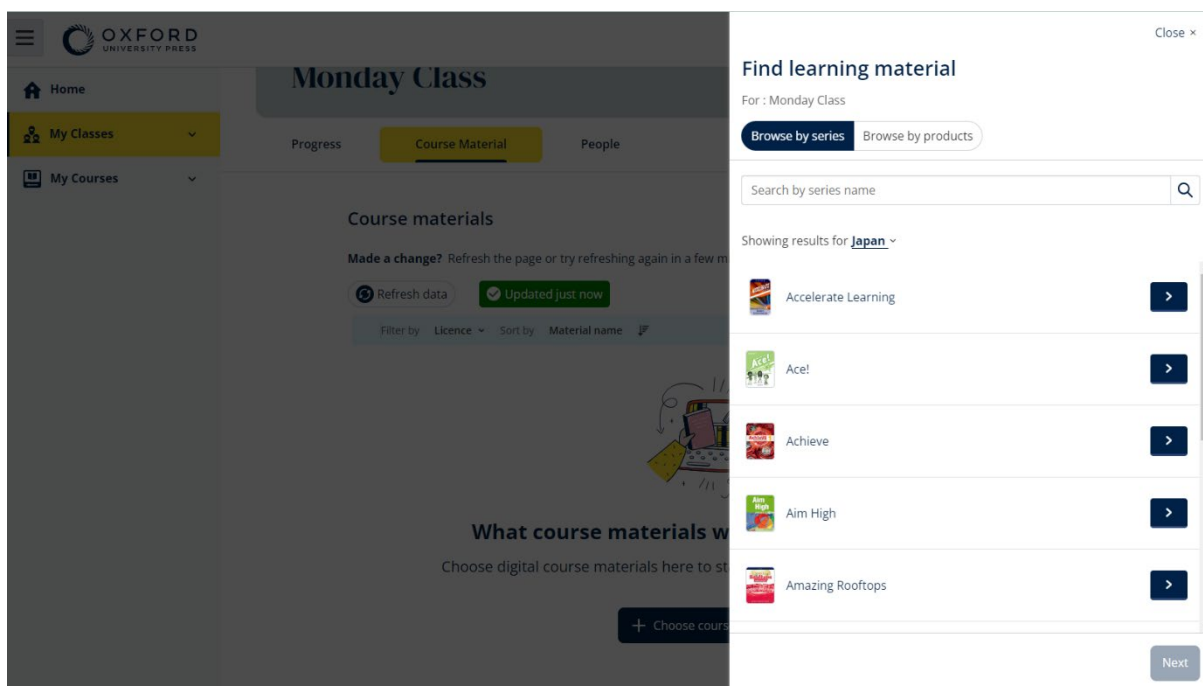 OXFORD
UNIVERSITY PRESS
Home
My Classes
My Courses
Monday Class
Progress Course Material People
Course materials
Made a change? Refresh the page or try refreshing again in a few m
Refresh data Updated just now
Filter by Licence Sort by Material name
What course materials w
Choose digital course materials here to st
+ Choose cours
Close ×
Find learning material
For : Monday Class
Browse by series Browse by products
Search by series name
Showing results for Japan
Accelerate Learning
Ace!
Ace!
Achieve
Aim High
Aim High
Amazing Rooftops
Next